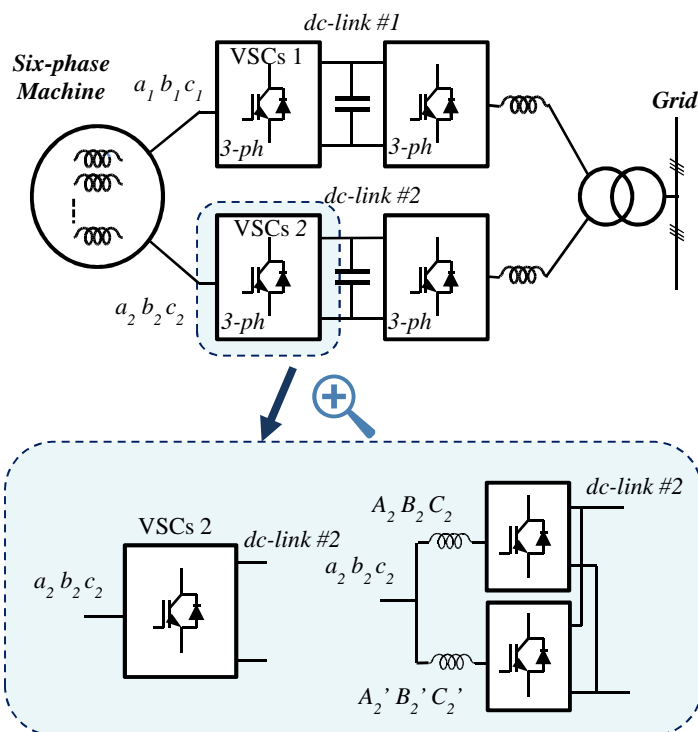 dc-link #1
Six-phase
Machine
a₁ b₁ c₁
VSCs 1
3-ph
Grid
dc-link #2
VSCs 2
a₂ b₂ c₂
3-ph
3-ph
VSCs 2
dc-link #2
a₂ b₂ c₂
A₂ B₂ C₂
dc-link #2
a₂ b₂ c₂
A₂’ B₂’ C₂’